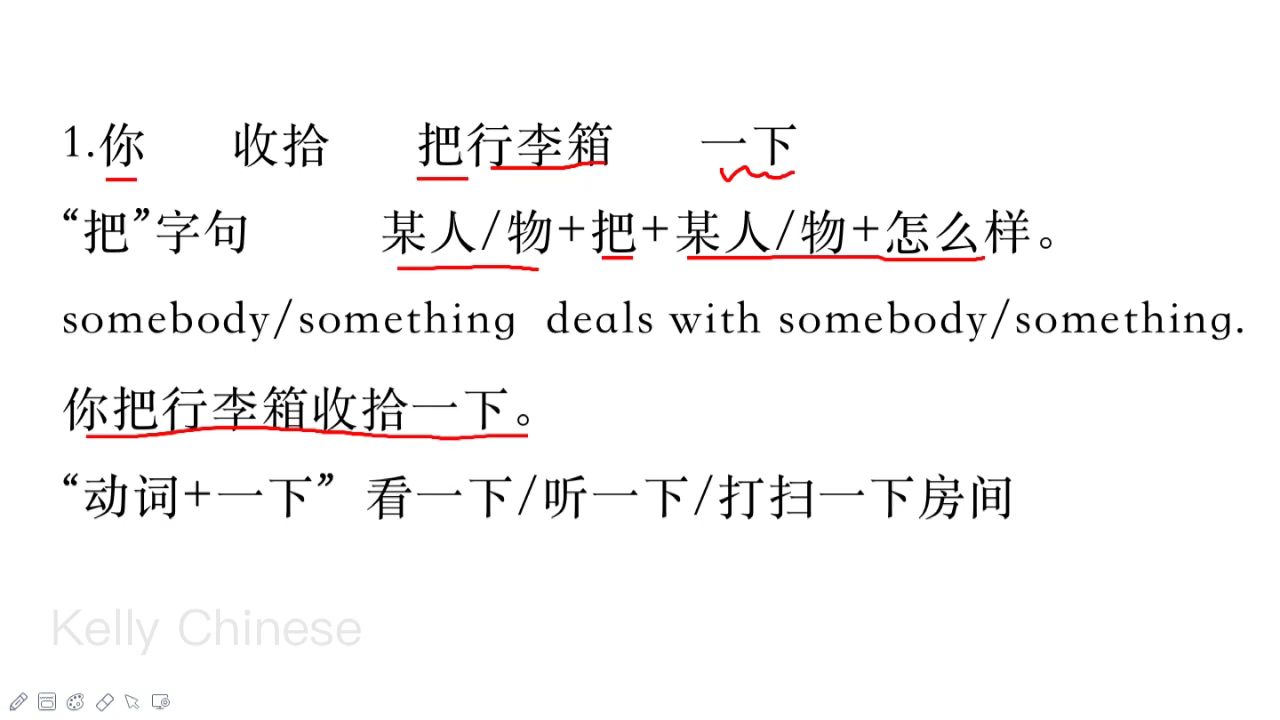 1.你 收拾 把行李箱 一下
“把”字句 某人/物+把+某人/物+怎么样。
somebody/something deals with somebody/something.
你把行李箱收拾一下。
“动词+一下” 看一下/听一下/打扫一下房间
Kelly Chinese